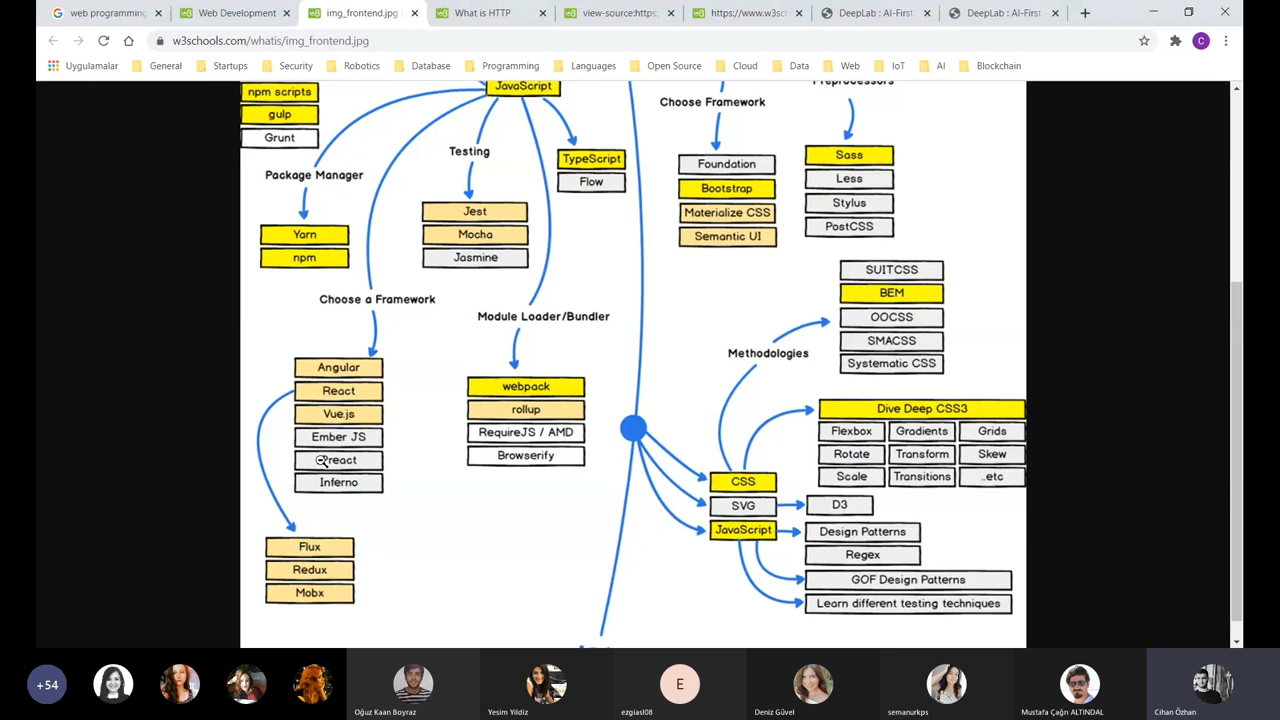 web programming
Web Development
img_frontend.jpg
What is HTTP
view-source:https:
https://www.w3sc
DeepLab : AI-First
DeepLab : AI-First
w3schools.com/whatis/img_frontend.jpg
C
Uygulamalar
General
Startups
Security
Robotics
Database
Programming
Languages
Open Source
Cloud
Data
Web
IoT
AI
Blockchain
npm scripts
gulp
Grunt
JavaScript
Package Manager
Yarn
npm
Testing
Jest
Mocha
Jasmine
TypeScript
Flow
Choose a Framework
Angular
React
Vue.js
Ember JS
Preact
Inferno
Flux
Redux
Mobx
Module Loader/Bundler
webpack
rollup
RequireJS / AMD
Browserify
Choose Framework
Foundation
Bootstrap
Materialize CSS
Semantic UI
Preprocessors
Sass
Less
Stylus
PostCSS
Methodologies
SUITCSS
BEM
OOCSS
SMACSS
Systematic CSS
Dive Deep CSS3
Flexbox Gradients Grids
Rotate Transform Skew
Scale Transitions ..etc
CSS
SVG
JavaScript
D3
Design Patterns
Regex
GOF Design Patterns
Learn different testing techniques
+54
Oğuz Kaan Boyraz
Yesim Yildiz
E
ezgiasl08
Deniz Güvel
semanurkps
Mustafa Çağrı ALTINDAL
Cihan Özhan